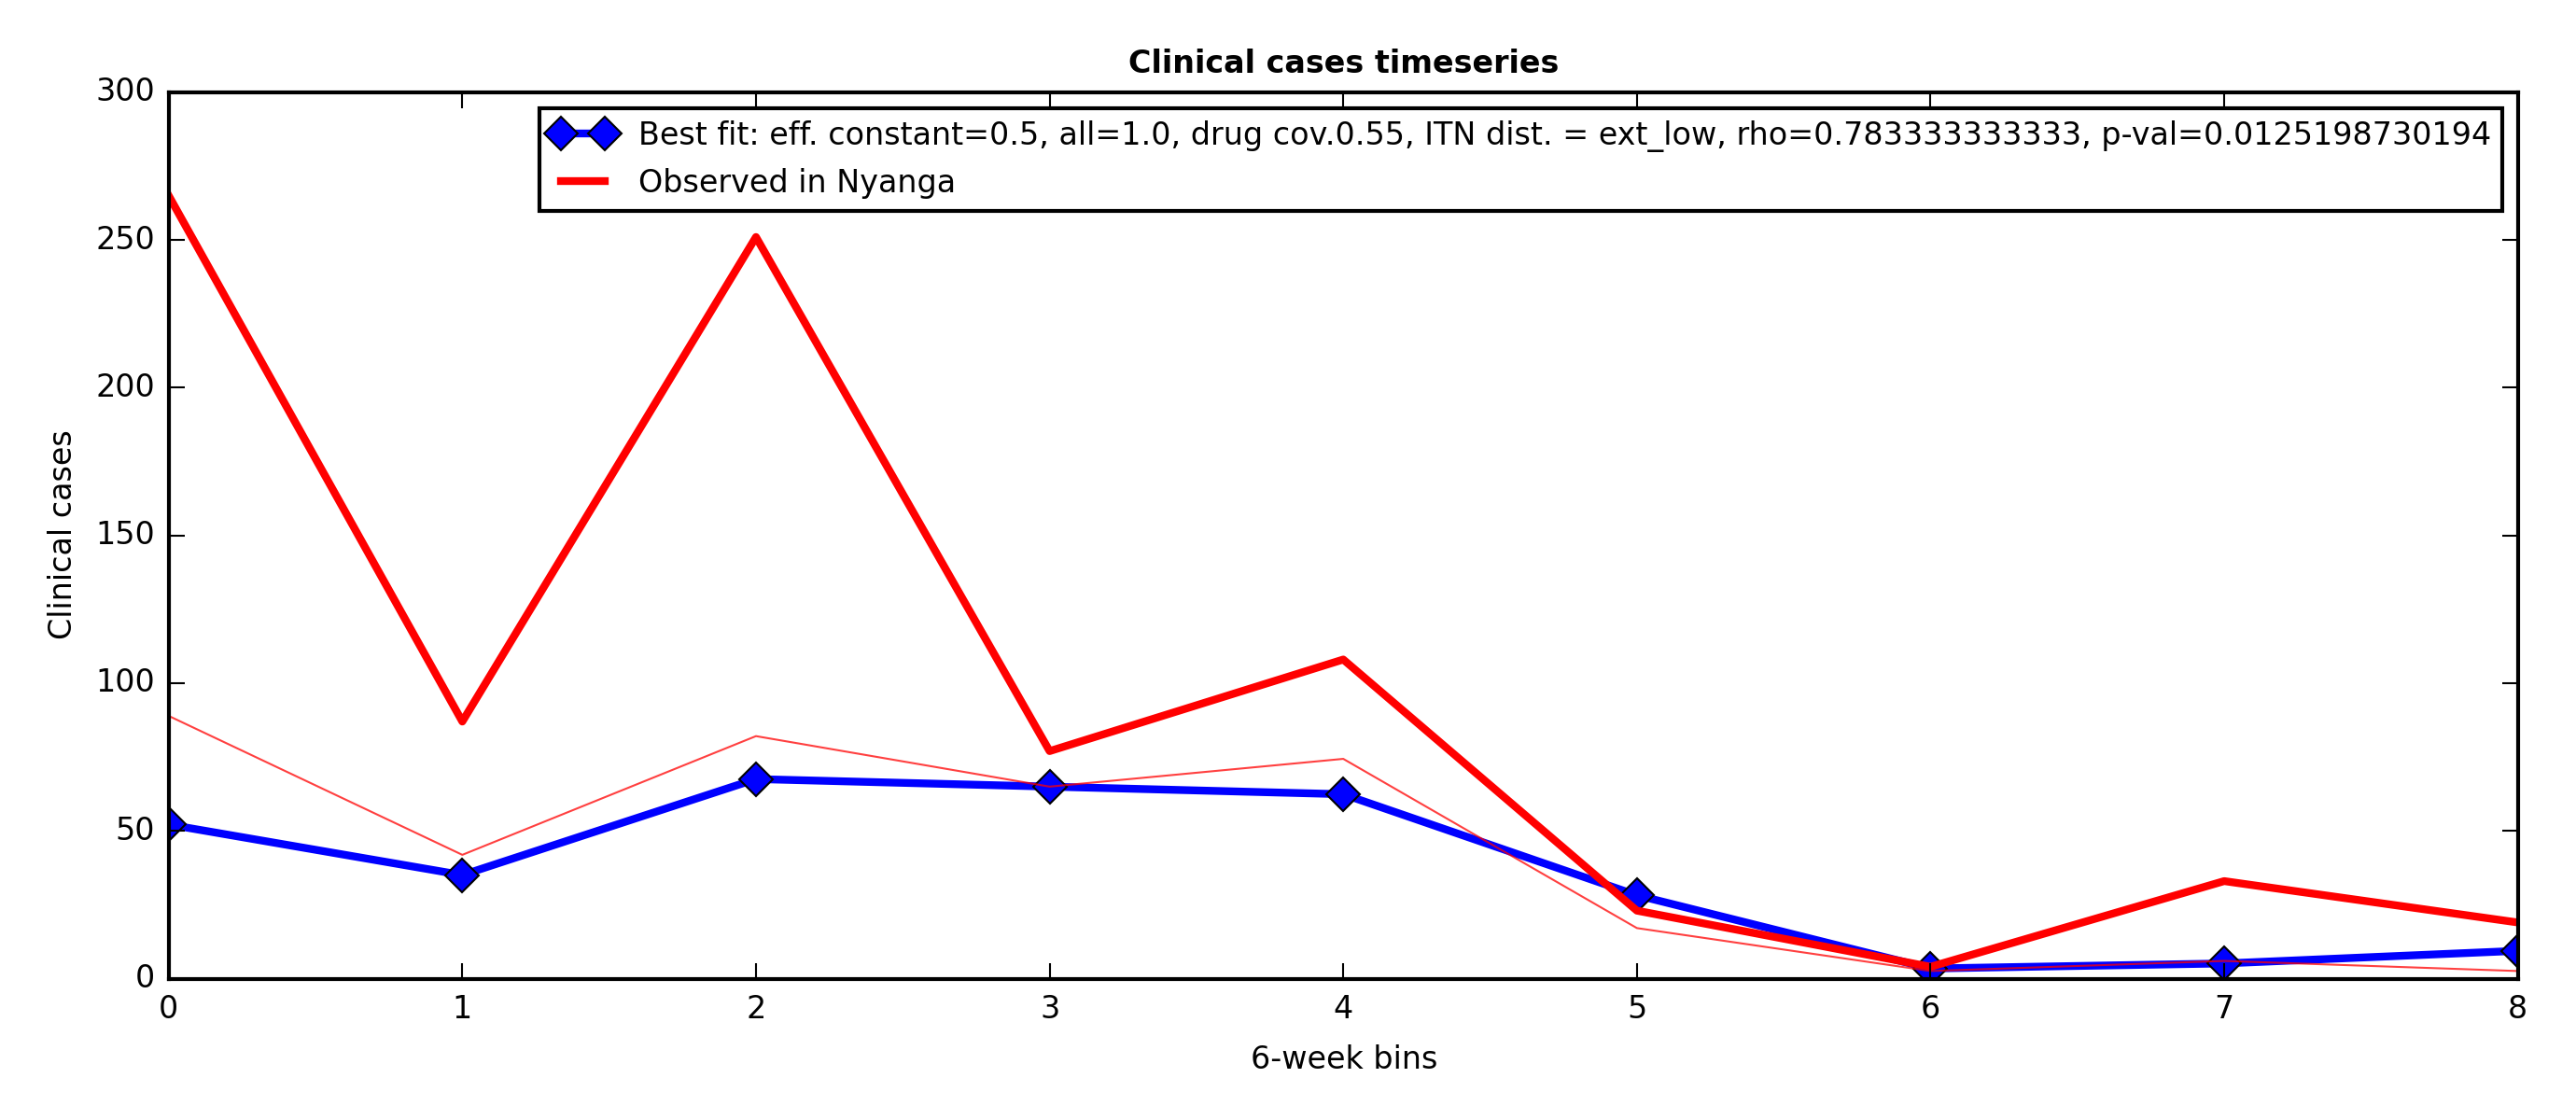 Clinical cases timeseries
300
250
200
150
100
50
0
Clinical cases
Best fit: eff. constant=0.5, all=1.0, drug cov.0.55, ITN dist. = ext_low, rho=0.783333333333, p-val=0.0125198730194
Observed in Nyanga
0 1 2 3 4 5 6 7 8
6-week bins